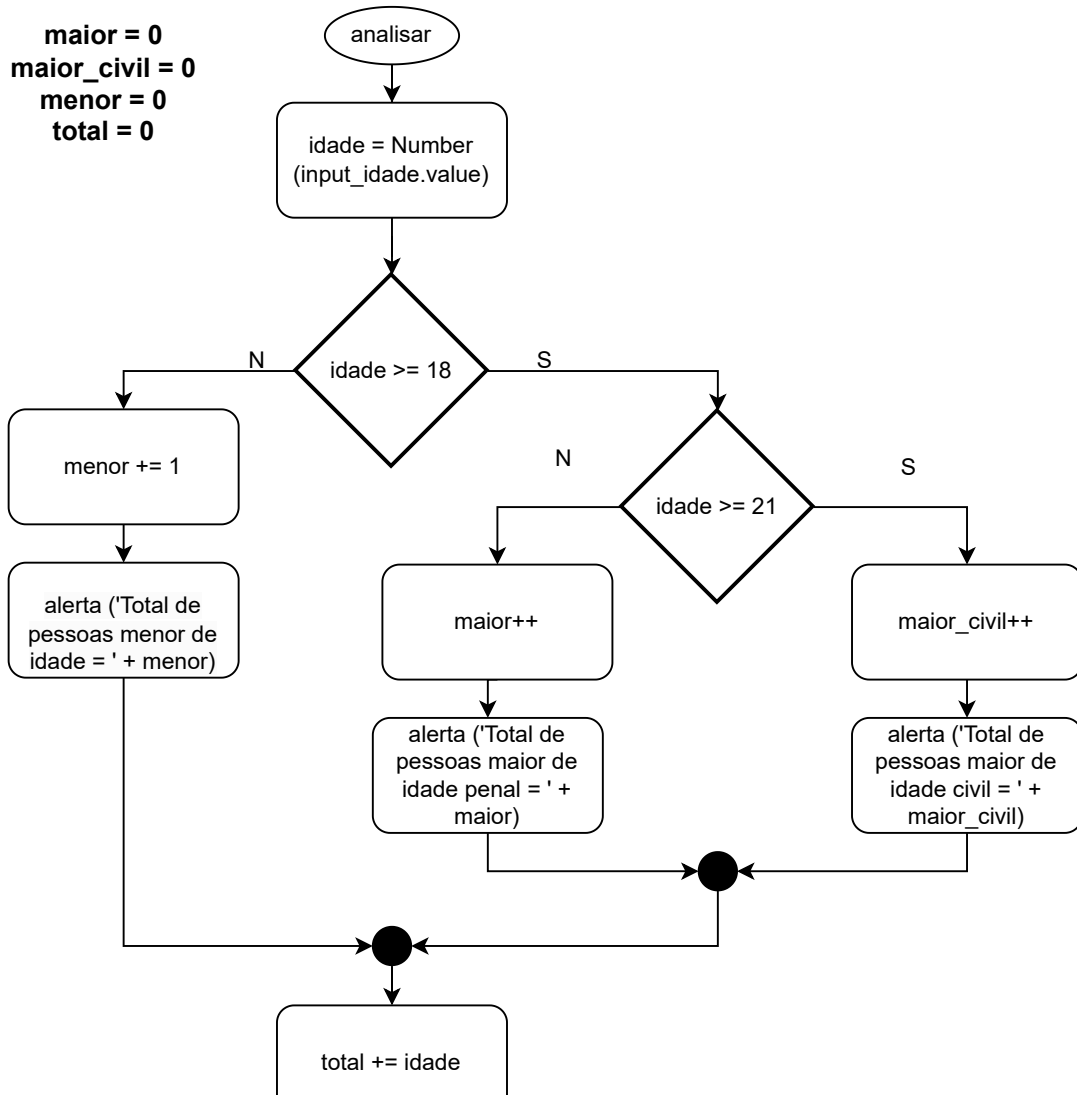 maior = 0
maior_civil = 0
menor = 0
total = 0
analisar
idade = Number
(input_idade.value)
N
idade >= 18
S
menor += 1
N
idade >= 21
S
alerta ('Total de
pessoas menor de
idade = ' + menor)
maior++
maior_civil++
alerta ('Total de
pessoas maior de
idade penal = ' +
maior)
alerta ('Total de
pessoas maior de
idade civil = ' +
maior_civil)
total += idade